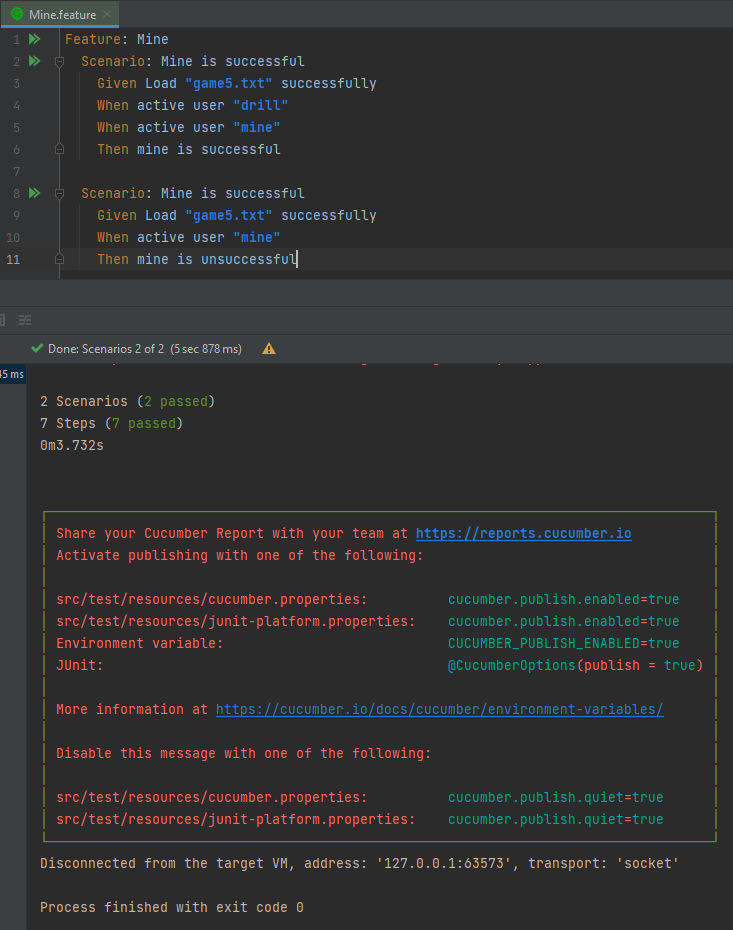 Mine.feature
1 Feature: Mine
2 Scenario: Mine is successful
3 Given Load "game5.txt" successfully
4 When active user "drill"
5 When active user "mine"
6 Then mine is successful
7
8 Scenario: Mine is successful
9 Given Load "game5.txt" successfully
10 When active user "mine"
11 Then mine is unsuccessful
Done: Scenarios 2 of 2 (5 sec 878 ms)
45 ms
2 Scenarios (2 passed)
7 Steps (7 passed)
0m3.732s
Share your Cucumber Report with your team at https://reports.cucumber.io
Activate publishing with one of the following:
src/test/resources/cucumber.properties: cucumber.publish.enabled=true
src/test/resources/junit-platform.properties: cucumber.publish.enabled=true
Environment variable: CUCUMBER_PUBLISH_ENABLED=true
JUnit: @CucumberOptions(publish = true)
More information at https://cucumber.io/docs/cucumber/environment-variables/
Disable this message with one of the following:
src/test/resources/cucumber.properties: cucumber.publish.quiet=true
src/test/resources/junit-platform.properties: cucumber.publish.quiet=true
Disconnected from the target VM, address: '127.0.0.1:63573', transport: 'socket'
Process finished with exit code 0